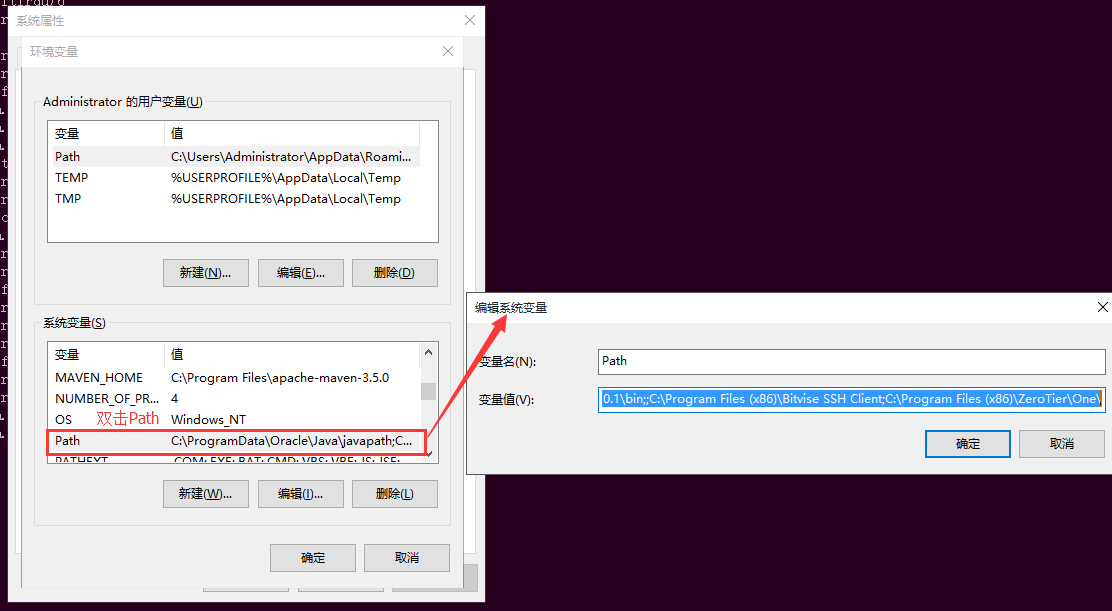 系统属性
环境变量
Administrator 的用户变量(U)
变量 值
Path C:\Users\Administrator\AppData\Roami...
TEMP %USERPROFILE%\AppData\Local\Temp
TMP %USERPROFILE%\AppData\Local\Temp
新建(N)... 编辑(E)... 删除(D)
系统变量(S)
变量 值
MAVEN_HOME C:\Program Files\apache-maven-3.5.0
NUMBER_OF_PR... 4
OS 双击Path Windows_NT
Path C:\ProgramData\Oracle\Java\javapath;C...
PATHEXT .COM;.EXE;.BAT;.CMD;.VBS;.VBE;.JS;.JSE;
新建(W)... 编辑(I)... 删除(L)
确定 取消
编辑系统变量
变量名(N): Path
变量值(V): 0.1\bin;;C:\Program Files (x86)\Bitvise SSH Client;C:\Program Files (x86)\ZeroTier\One\
确定 取消